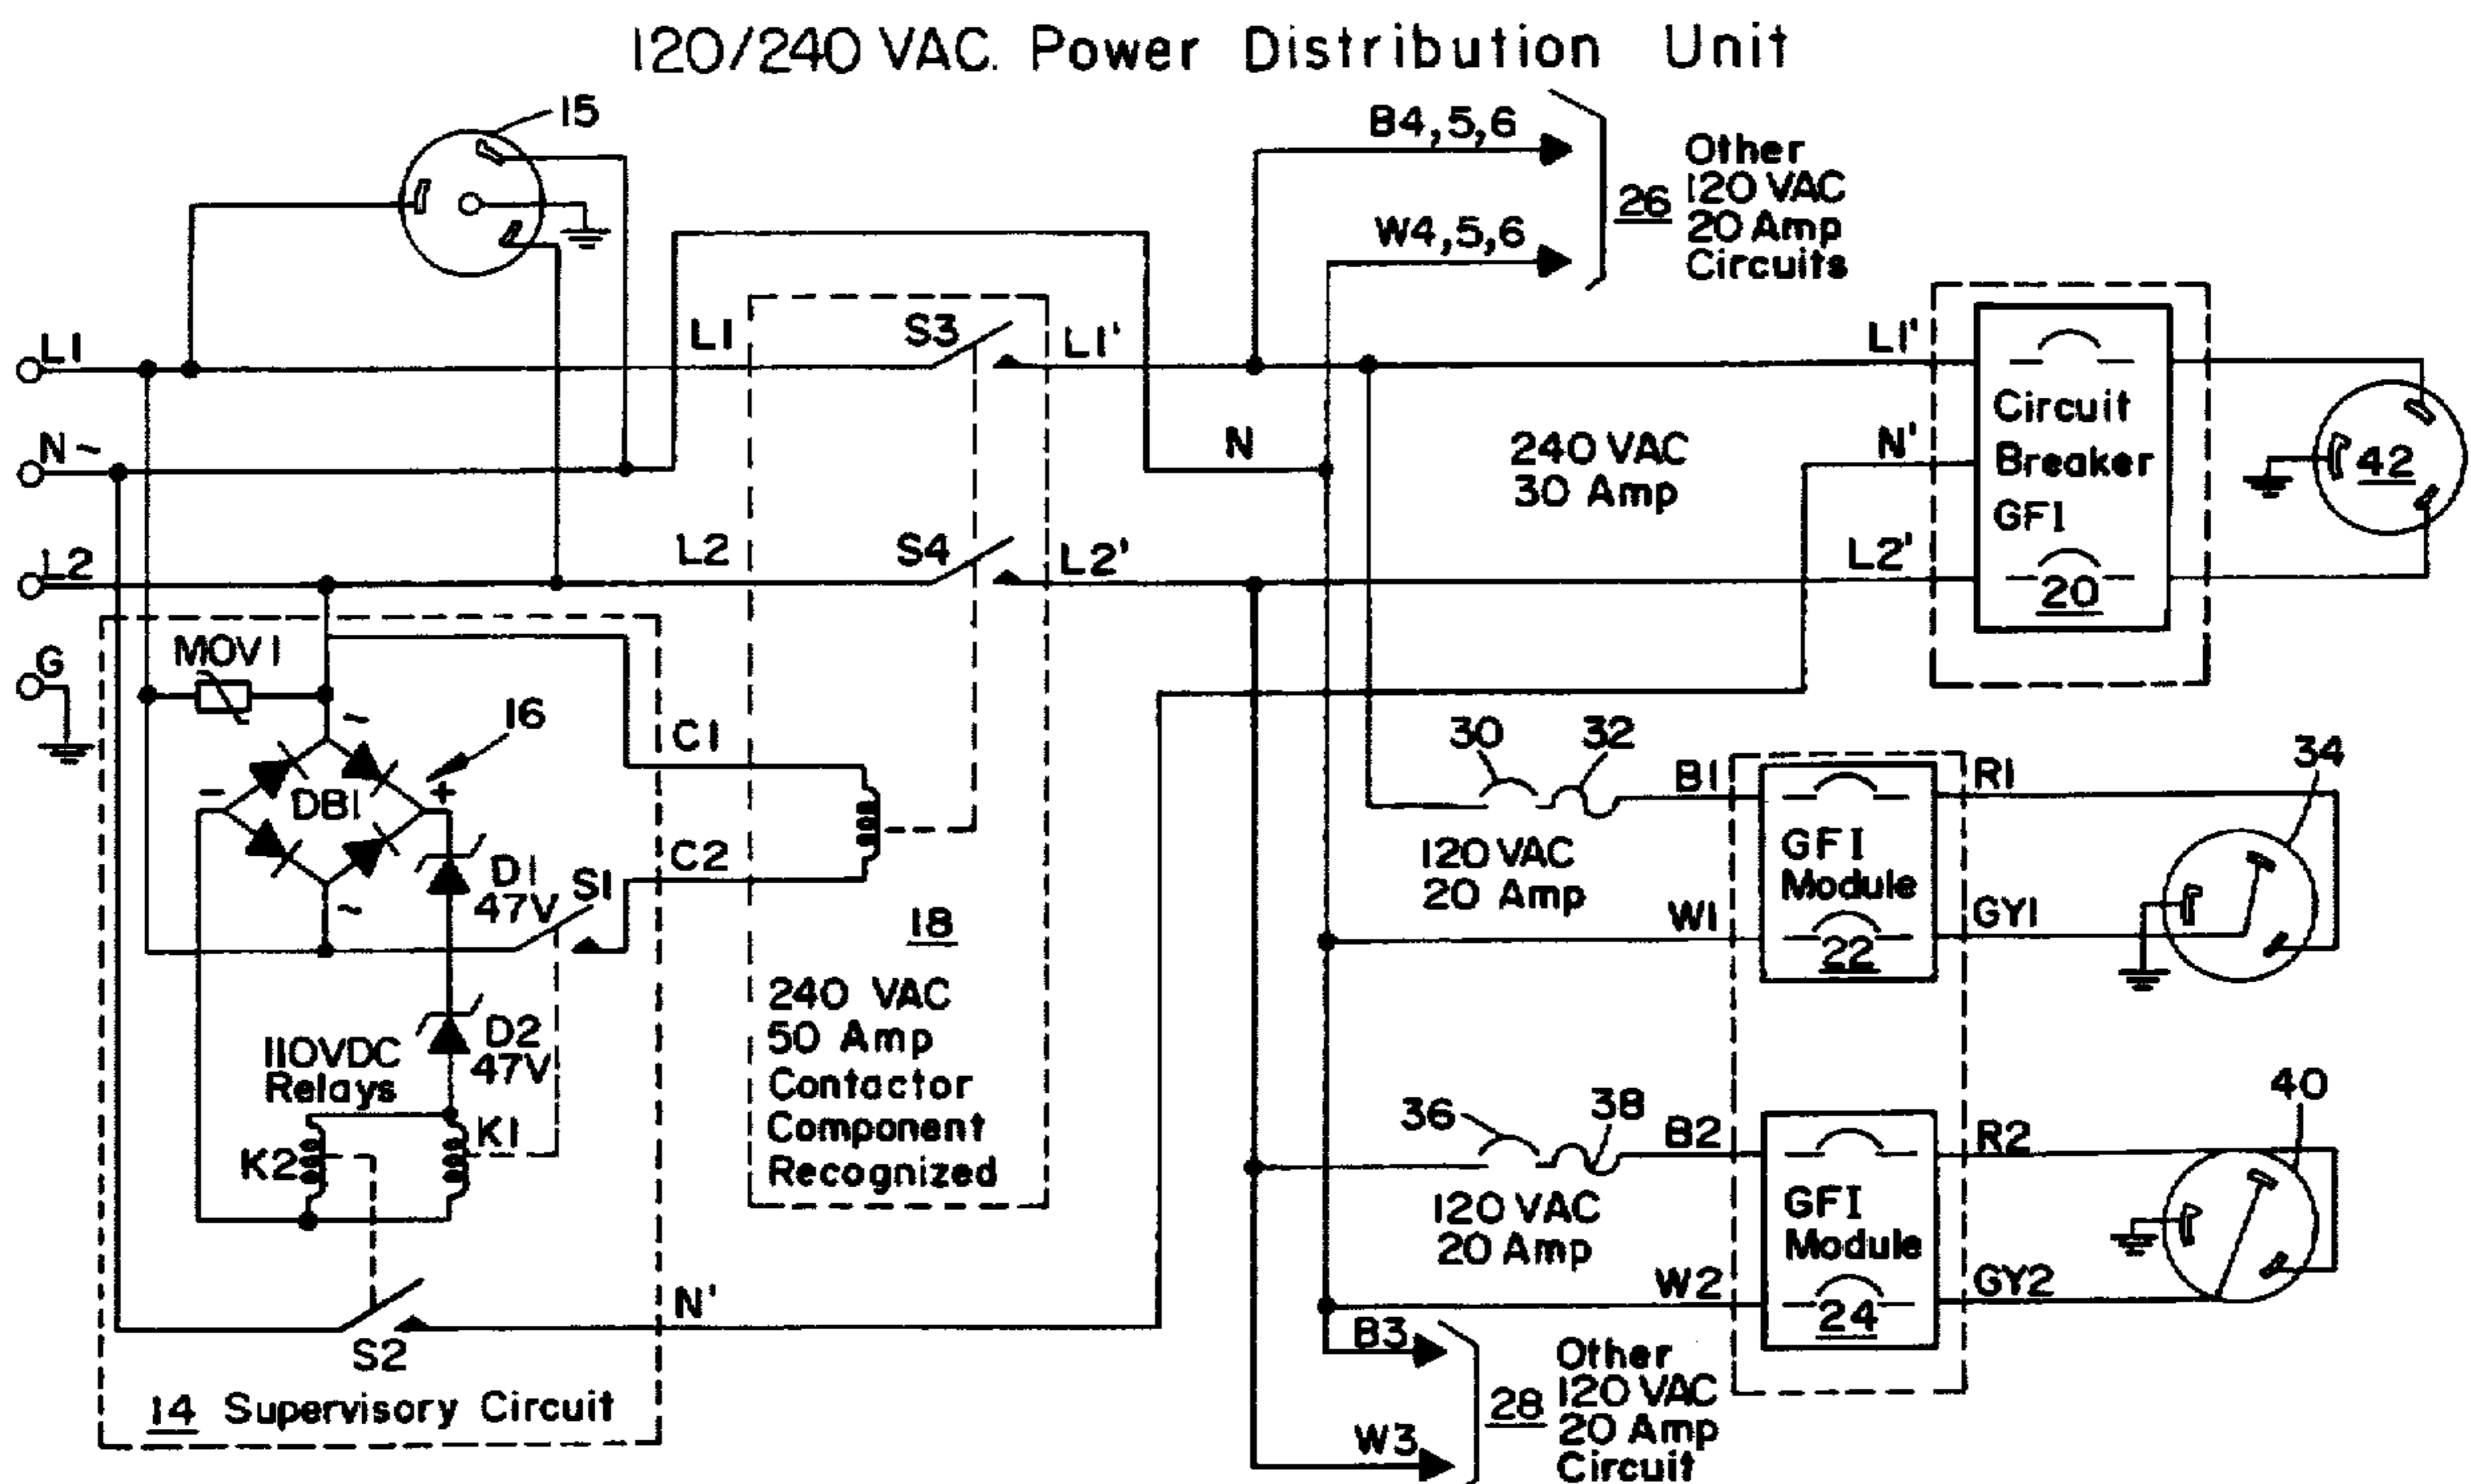 120/240 VAC. Power Distribution Unit
15
B4,5,6
W4,5,6
26
Other
120 VAC
20 Amp
Circuits
L1
L1
S3
L1'
L1'
N ~
N
240 VAC
30 Amp
N'
Circuit
Breaker
GFI
20
42
L2
L2
S4
L2'
L2'
G
MOV1
~
16
DB1
-
+
~
D1
47V
S1
C1
C2
18
240 VAC
50 Amp
Contactor
Component
Recognized
D2
47V
110VDC
Relays
K2
K1
S2
N'
14 Supervisory Circuit
30
32
B1
120 VAC
20 Amp
W1
GFI
Module
22
R1
GY1
34
36
38
B2
120 VAC
20 Amp
W2
GFI
Module
24
R2
GY2
40
B3
W3
28
Other
120 VAC
20 Amp
Circuit